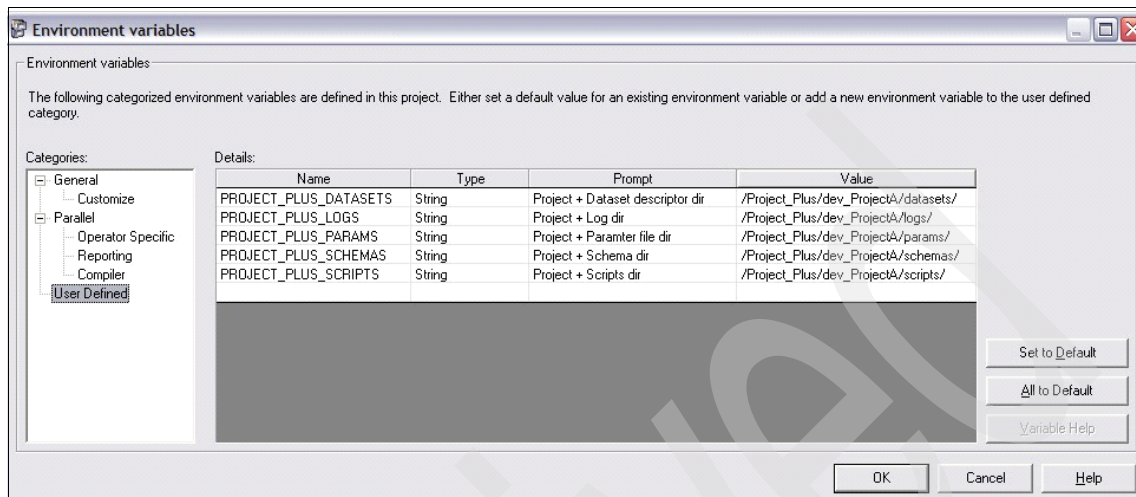 Environment variables
Environment variables
The following categorized environment variables are defined in this project. Either set a default value for an existing environment variable or add a new environment variable to the user defined
category.
Categories:
General
Customize
Parallel
Operator Specific
Reporting
Compiler
User Defined
Details:
Name Type Prompt Value
PROJECT_PLUS_DATASETS String Project + Dataset descriptor dir /Project_Plus/dev_ProjectA/datasets/
PROJECT_PLUS_LOGS String Project + Log dir /Project_Plus/dev_ProjectA/logs/
PROJECT_PLUS_PARAMS String Project + Paramter file dir /Project_Plus/dev_ProjectA/params/
PROJECT_PLUS_SCHEMAS String Project + Schema dir /Project_Plus/dev_ProjectA/schemas/
PROJECT_PLUS_SCRIPTS String Project + Scripts dir /Project_Plus/dev_ProjectA/scripts/
Set to Default
All to Default
Variable Help
OK Cancel Help